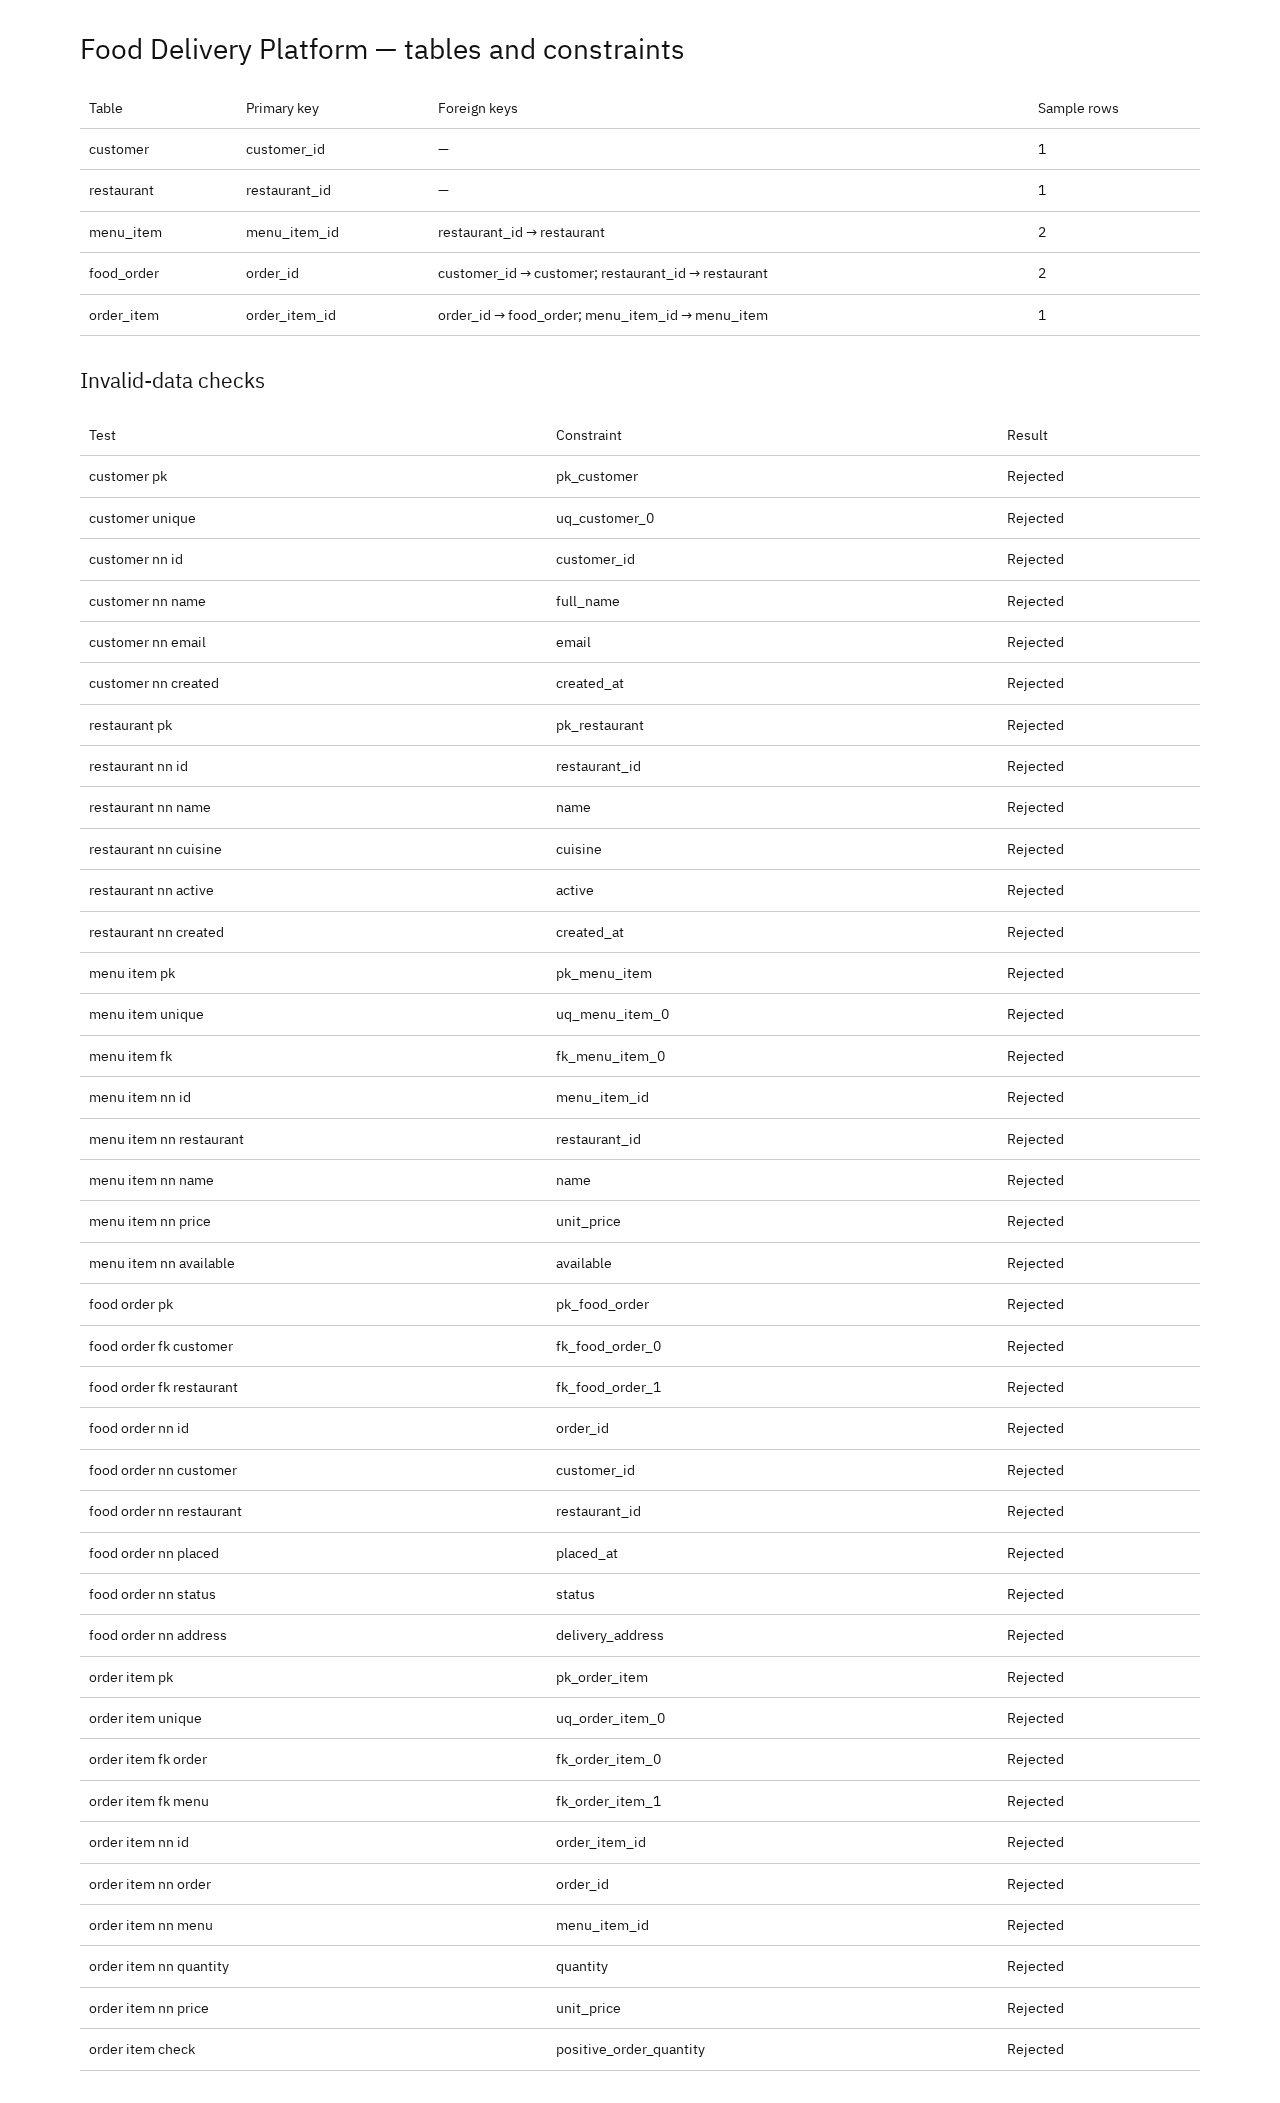 Food Delivery Platform — tables and constraints
Table Primary key Foreign keys Sample rows
customer customer_id — 1
restaurant restaurant_id — 1
menu_item menu_item_id restaurant_id → restaurant 2
food_order order_id customer_id → customer; restaurant_id → restaurant 2
order_item order_item_id order_id → food_order; menu_item_id → menu_item 1
Invalid-data checks
Test Constraint Result
customer pk pk_customer Rejected
customer unique uq_customer_0 Rejected
customer nn id customer_id Rejected
customer nn name full_name Rejected
customer nn email email Rejected
customer nn created created_at Rejected
restaurant pk pk_restaurant Rejected
restaurant nn id restaurant_id Rejected
restaurant nn name name Rejected
restaurant nn cuisine cuisine Rejected
restaurant nn active active Rejected
restaurant nn created created_at Rejected
menu item pk pk_menu_item Rejected
menu item unique uq_menu_item_0 Rejected
menu item fk fk_menu_item_0 Rejected
menu item nn id menu_item_id Rejected
menu item nn restaurant restaurant_id Rejected
menu item nn name name Rejected
menu item nn price unit_price Rejected
menu item nn available available Rejected
food order pk pk_food_order Rejected
food order fk customer fk_food_order_0 Rejected
food order fk restaurant fk_food_order_1 Rejected
food order nn id order_id Rejected
food order nn customer customer_id Rejected
food order nn restaurant restaurant_id Rejected
food order nn placed placed_at Rejected
food order nn status status Rejected
food order nn address delivery_address Rejected
order item pk pk_order_item Rejected
order item unique uq_order_item_0 Rejected
order item fk order fk_order_item_0 Rejected
order item fk menu fk_order_item_1 Rejected
order item nn id order_item_id Rejected
order item nn order order_id Rejected
order item nn menu menu_item_id Rejected
order item nn quantity quantity Rejected
order item nn price unit_price Rejected
order item check positive_order_quantity Rejected